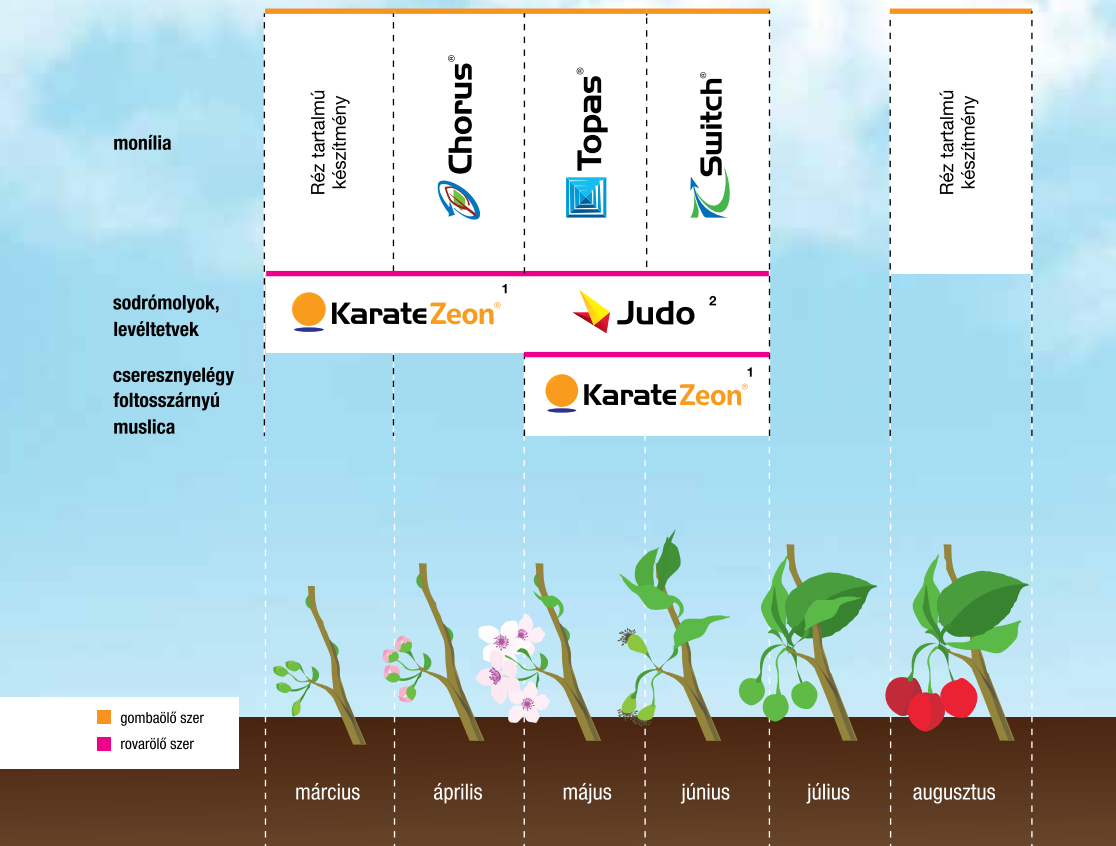 monília
Réz tartalmú
készítmény
Chorus®
Topas®
Switch®
Réz tartalmú
készítmény
sodrómolyok,
levéltetvek
KarateZeon® 1
Judo 2
cseresznyelégy
foltosszárnyú
muslica
KarateZeon® 1
gombaölő szer
rovarölő szer
március
április
május
június
július
augusztus